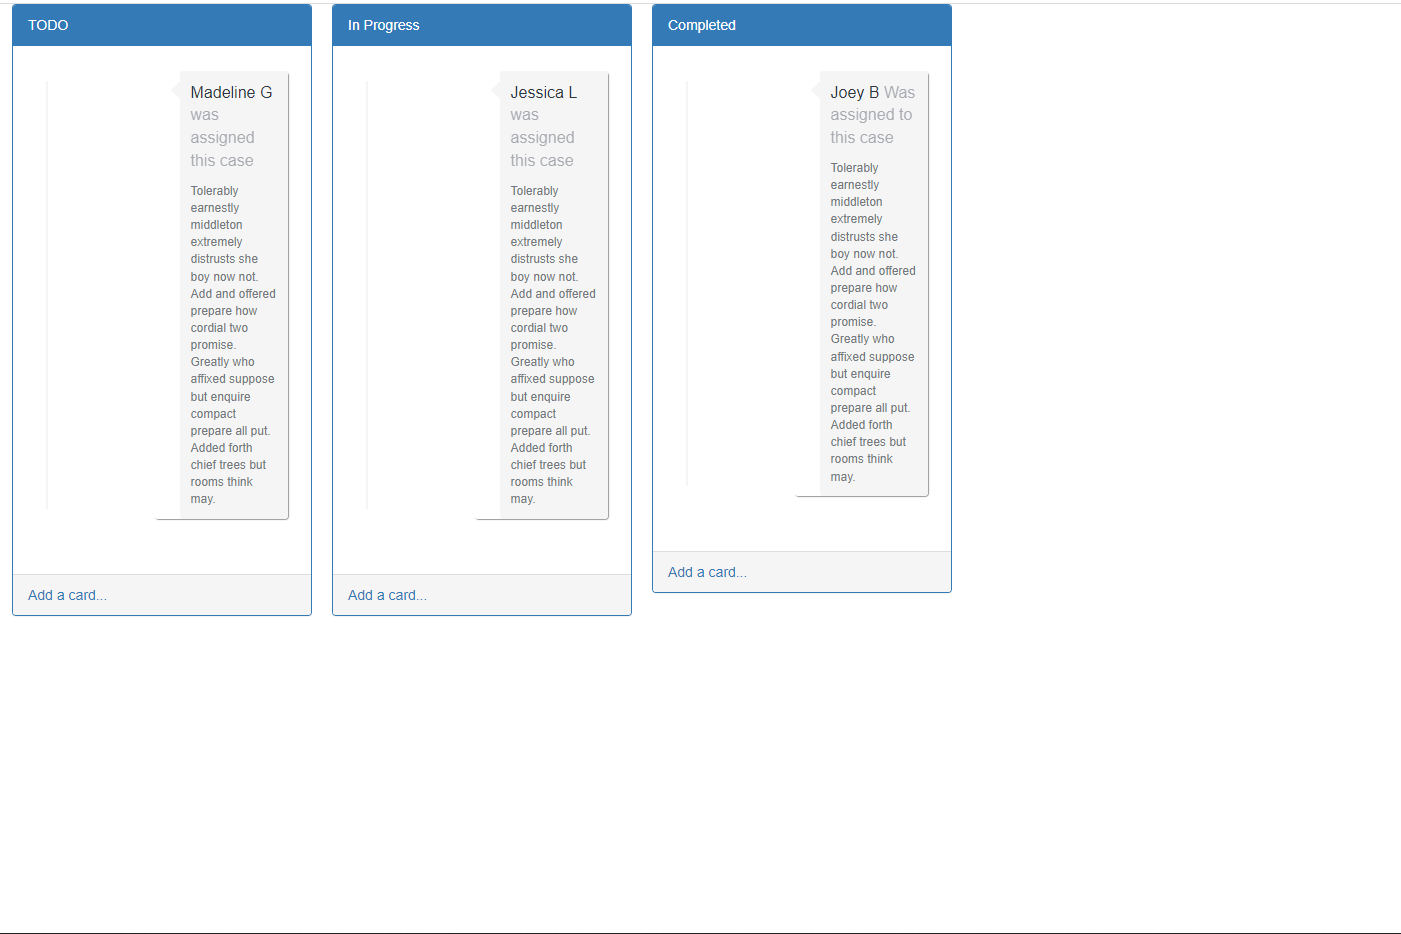 TODO
Madeline G
was
assigned
this case
Tolerably
earnestly
middleton
extremely
distrusts she
boy now not.
Add and offered
prepare how
cordial two
promise.
Greatly who
affixed suppose
but enquire
compact
prepare all put.
Added forth
chief trees but
rooms think
may.
Add a card...
In Progress
Jessica L
was
assigned
this case
Tolerably
earnestly
middleton
extremely
distrusts she
boy now not.
Add and offered
prepare how
cordial two
promise.
Greatly who
affixed suppose
but enquire
compact
prepare all put.
Added forth
chief trees but
rooms think
may.
Add a card...
Completed
Joey B Was
assigned to
this case
Tolerably
earnestly
middleton
extremely
distrusts she
boy now not.
Add and offered
prepare how
cordial two
promise.
Greatly who
affixed suppose
but enquire
compact
prepare all put.
Added forth
chief trees but
rooms think
may.
Add a card...